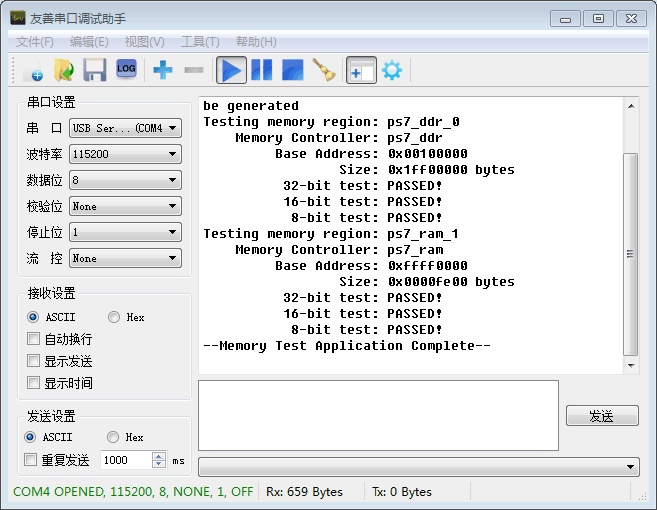 友善串口调试助手
文件(F) 编辑(E) 视图(V) 工具(T) 帮助(H)
LOG
串口设置
串 口 USB Ser...(COM4
波特率 115200
数据位 8
校验位 None
停止位 1
流 控 None
接收设置
ASCII Hex
自动换行
显示发送
显示时间
发送设置
ASCII Hex
重复发送 1000 ms
be generated
Testing memory region: ps7_ddr_0
Memory Controller: ps7_ddr
Base Address: 0x00100000
Size: 0x1ff00000 bytes
32-bit test: PASSED!
16-bit test: PASSED!
8-bit test: PASSED!
Testing memory region: ps7_ram_1
Memory Controller: ps7_ram
Base Address: 0xffff0000
Size: 0x0000fe00 bytes
32-bit test: PASSED!
16-bit test: PASSED!
8-bit test: PASSED!
--Memory Test Application Complete--
发送
COM4 OPENED, 115200, 8, NONE, 1, OFF Rx: 659 Bytes Tx: 0 Bytes